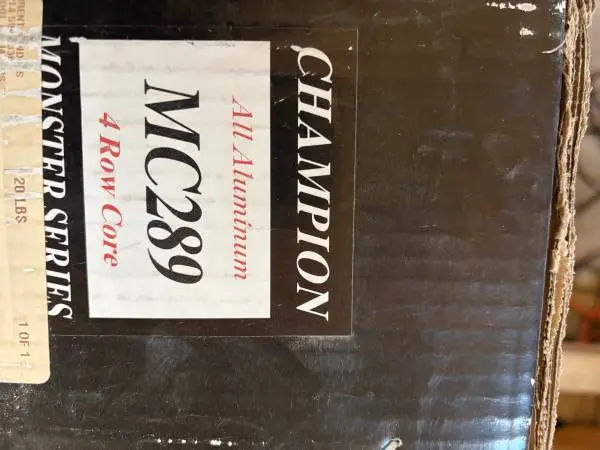 CHAMPION
All Aluminum
MC289
4 Row Core
MONSTER SERIES
20 LBS
1 OF 1